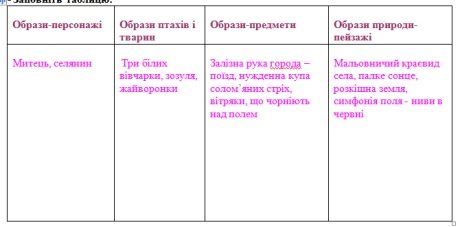 - Заповніть таблицю:
Образи-персонажі
Образи птахів і
тварин
Образи-предмети
Образи природи-
пейзажі
Митець, селянин
Три білих
вівчарки, зозуля,
жайворонки
Залізна рука города –
поїзд, нужденна купа
солом’яних стріх,
вітряки, що чорніють
над полем
Мальовничий краєвид
села, палке сонце,
розкішна земля,
симфонія поля - ниви в
червні